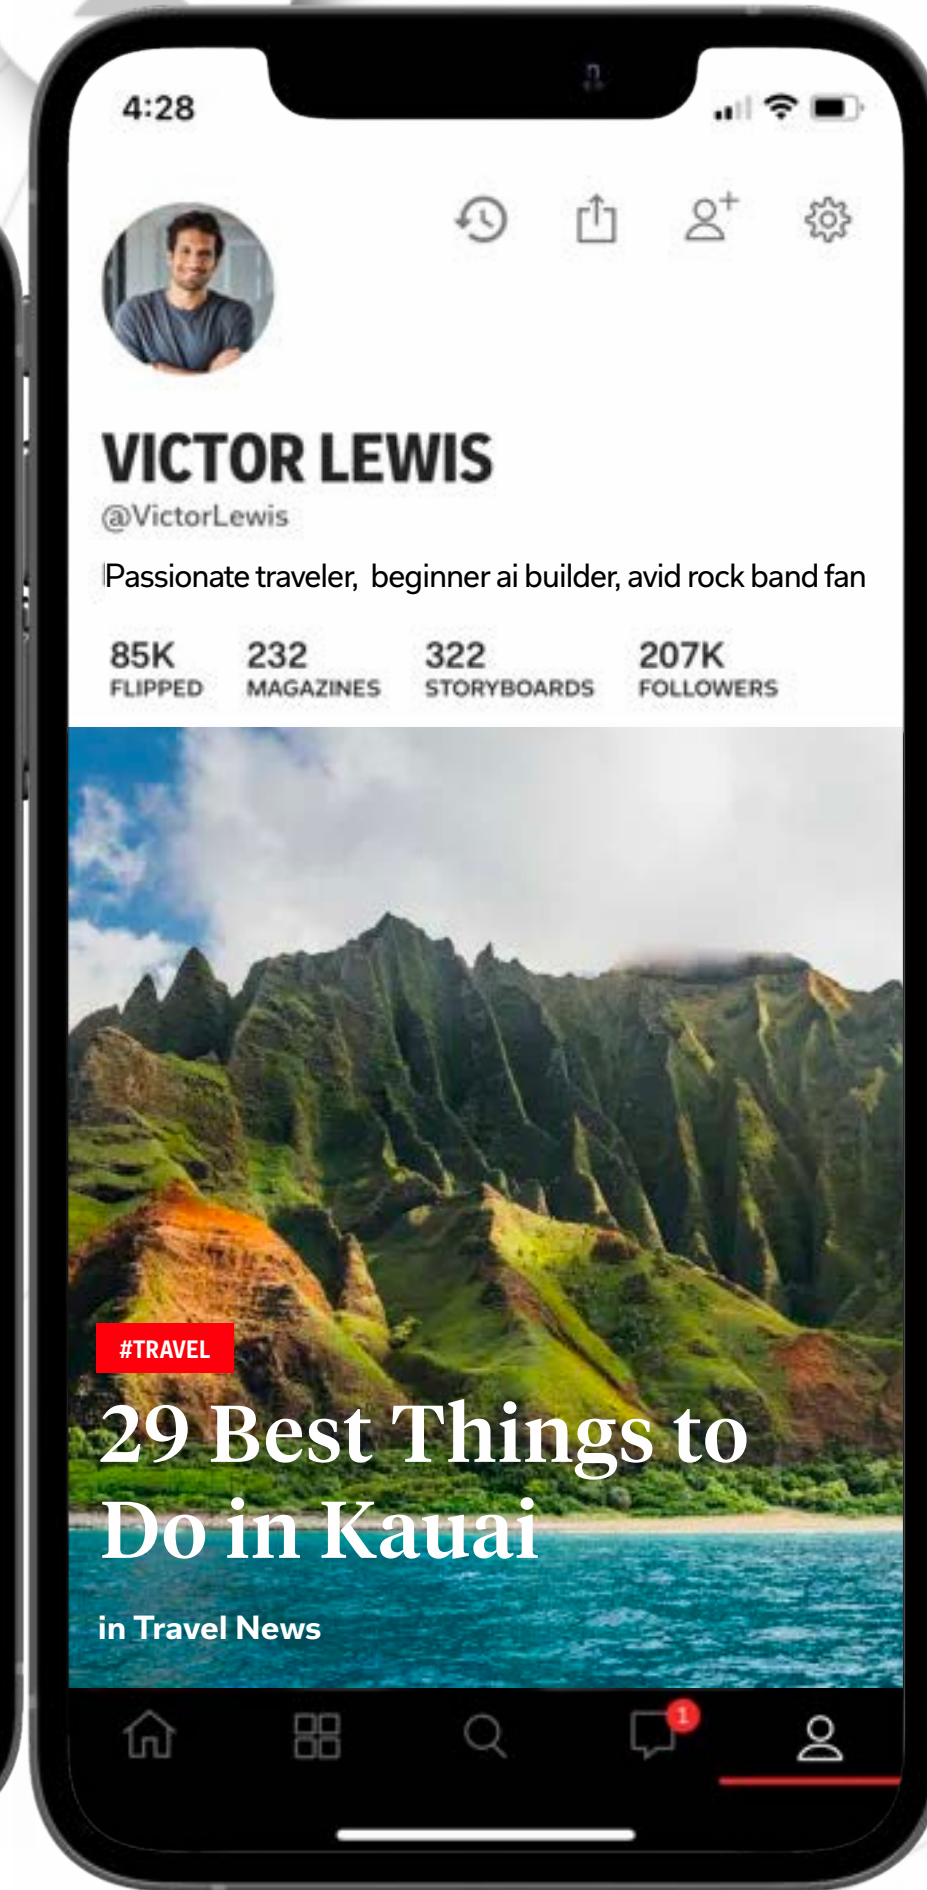 4:28
VICTOR LEWIS
@VictorLewis
Passionate traveler, beginner ai builder, avid rock band fan
85K 232 322 207K
FLIPPED MAGAZINES STORYBOARDS FOLLOWERS
#TRAVEL
29 Best Things to
Do in Kauai
in Travel News
1